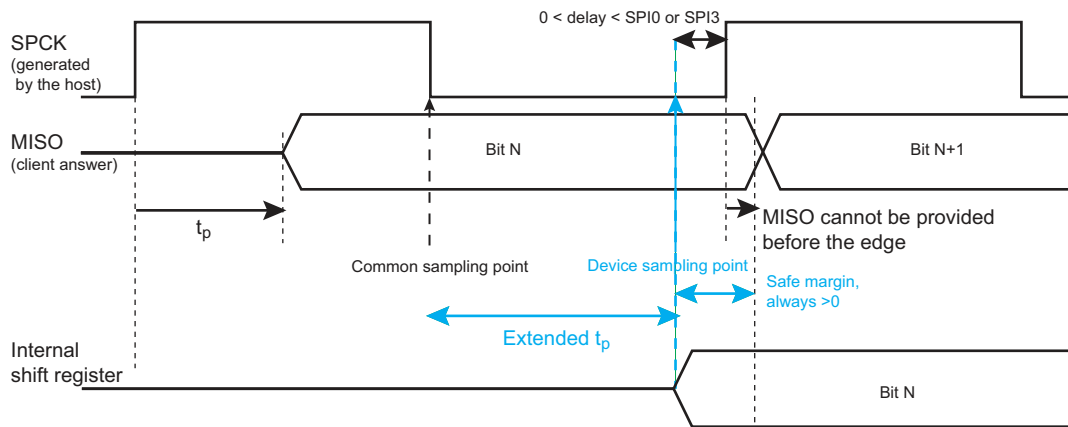 0 < delay < SPI0 or SPI3
SPCK
(generated
by the host)
MISO
(client answer)
Bit N
Bit N+1
tp
MISO cannot be provided
before the edge
Common sampling point
Device sampling point
Safe margin,
always >0
Extended tp
Internal
shift register
Bit N